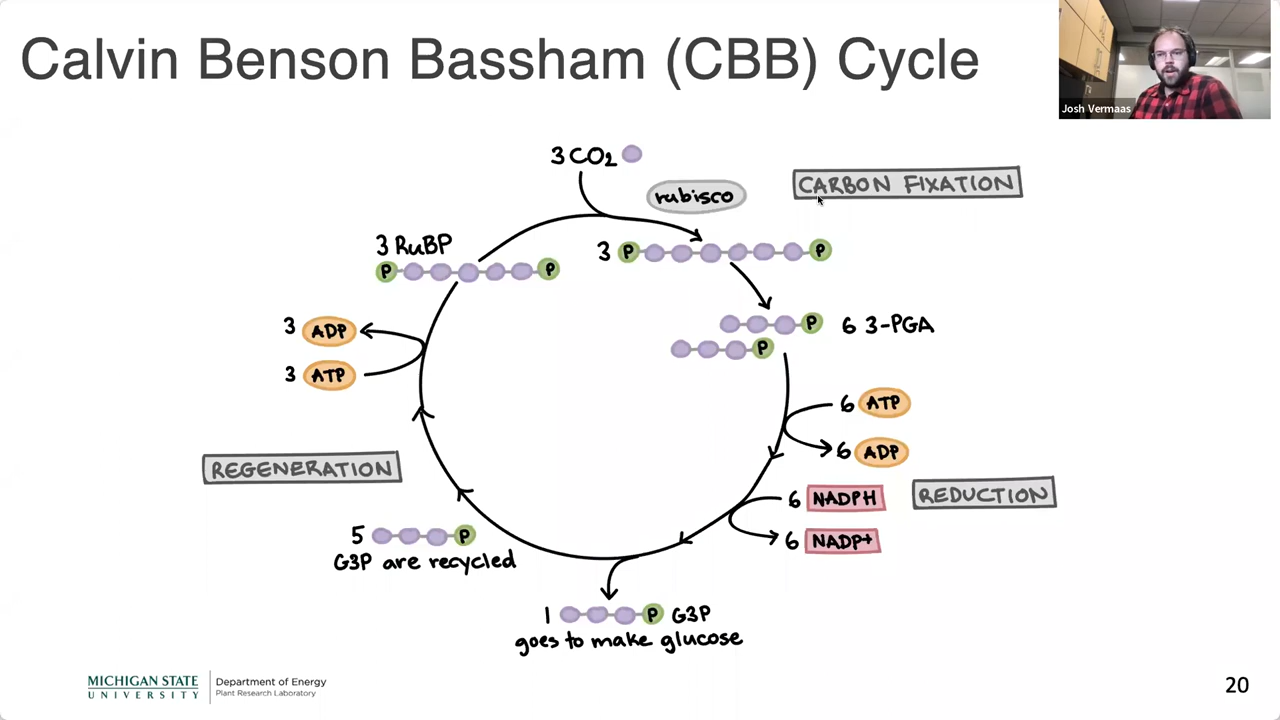 Calvin Benson Bassham (CBB) Cycle
Josh Vermaas
3 CO2
rubisco
CARBON FIXATION
3 RuBP
P
P
3 P
P
P
6 3-PGA
P
3 ADP
3 ATP
6 ATP
6 ADP
REGENERATION
6 NADPH
REDUCTION
6 NADP+
5
P
G3P are recycled
1
P G3P
goes to make glucose
MICHIGAN STATE
UNIVERSITY
Department of Energy
Plant Research Laboratory
20